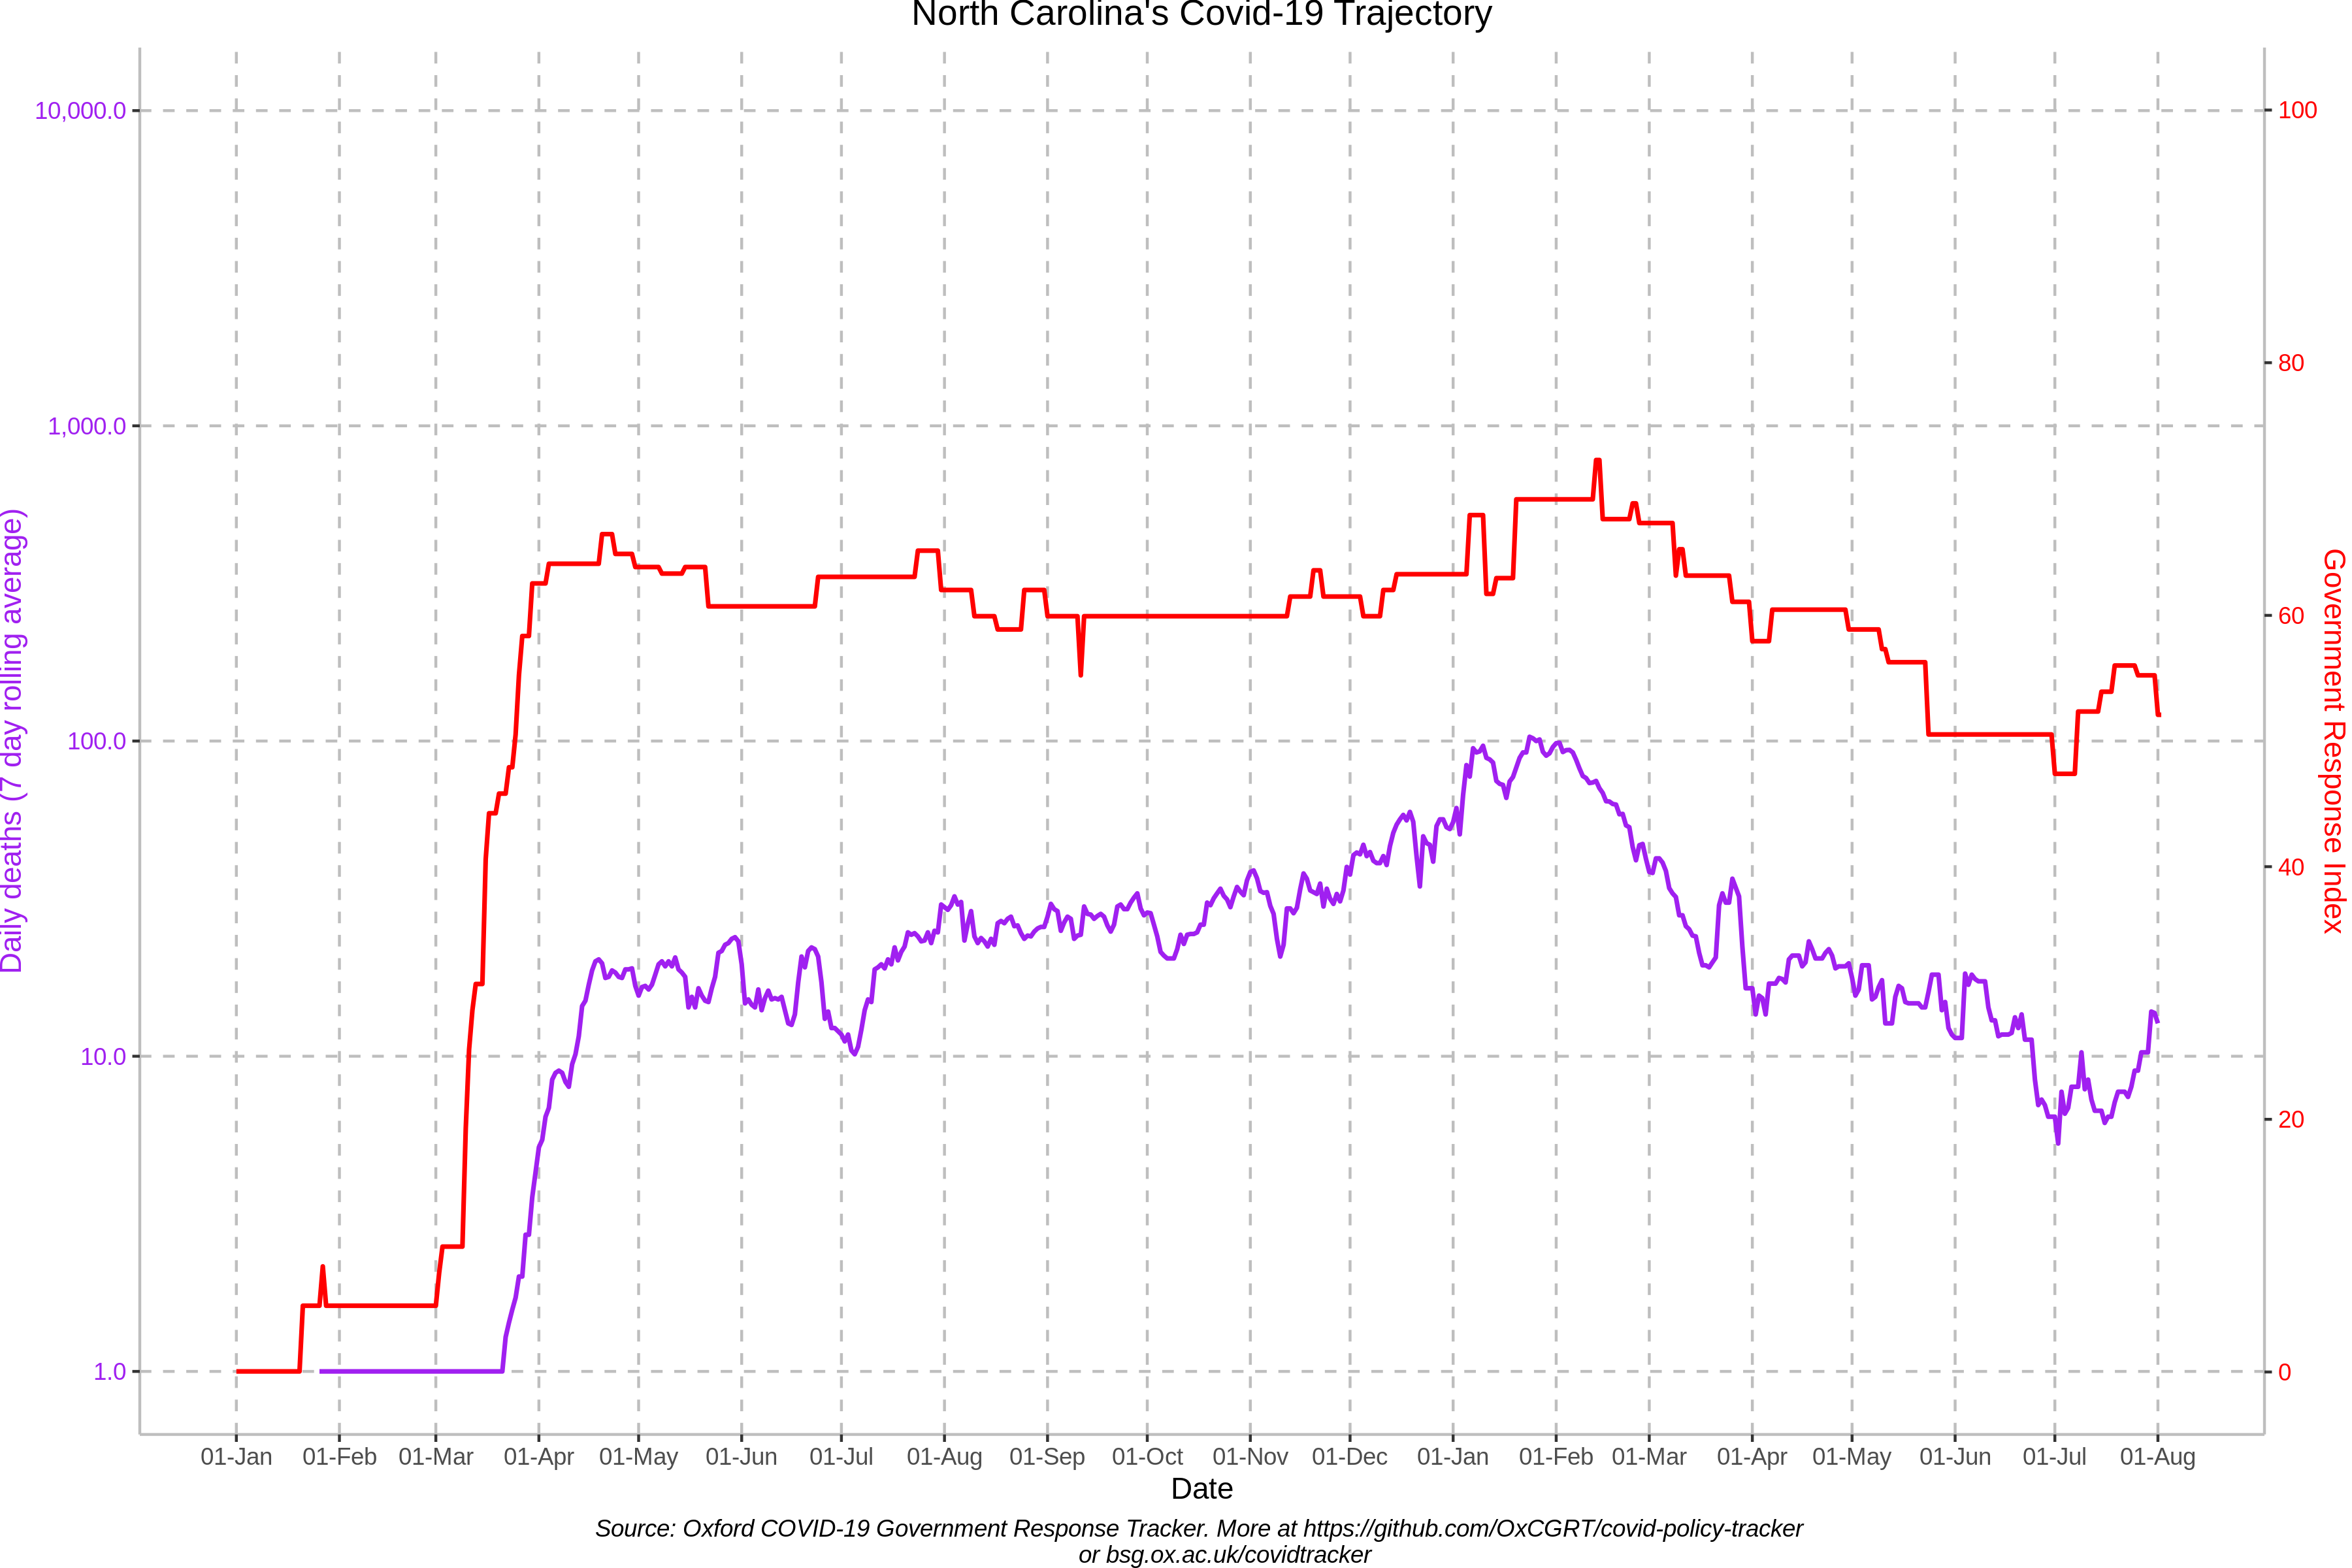 North Carolina's Covid-19 Trajectory
10,000.0
1,000.0
100.0
10.0
1.0
Daily deaths (7 day rolling average)
100
80
60
40
20
0
Government Response Index
01-Jan 01-Feb 01-Mar 01-Apr 01-May 01-Jun 01-Jul 01-Aug 01-Sep 01-Oct 01-Nov 01-Dec 01-Jan 01-Feb 01-Mar 01-Apr 01-May 01-Jun 01-Jul 01-Aug
Date
Source: Oxford COVID-19 Government Response Tracker. More at https://github.com/OxCGRT/covid-policy-tracker
or bsg.ox.ac.uk/covidtracker